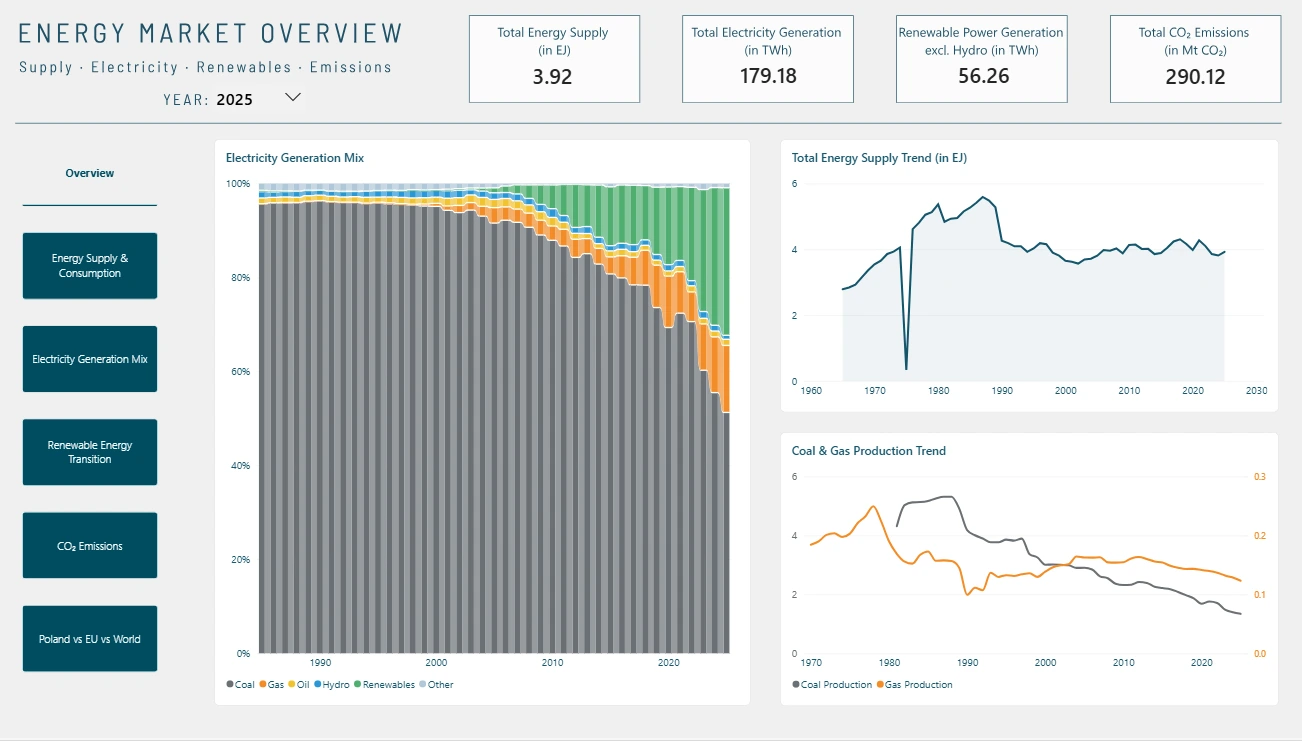 ENERGY MARKET OVERVIEW
Supply · Electricity · Renewables · Emissions
YEAR: 2025
Total Energy Supply
(in EJ)
3.92
Total Electricity Generation
(in TWh)
179.18
Renewable Power Generation
excl. Hydro (in TWh)
56.26
Total CO₂ Emissions
(in Mt CO₂)
290.12
Overview
Energy Supply &
Consumption
Electricity Generation Mix
Renewable Energy
Transition
CO₂ Emissions
Poland vs EU vs World
Electricity Generation Mix
100%
80%
60%
40%
20%
0%
1990 2000 2010 2020
Coal Gas Oil Hydro Renewables Other
Total Energy Supply Trend (in EJ)
6
4
2
0
1960 1970 1980 1990 2000 2010 2020 2030
Coal & Gas Production Trend
6 0.3
4 0.2
2 0.1
0 0.0
1970 1980 1990 2000 2010 2020
Coal Production Gas Production